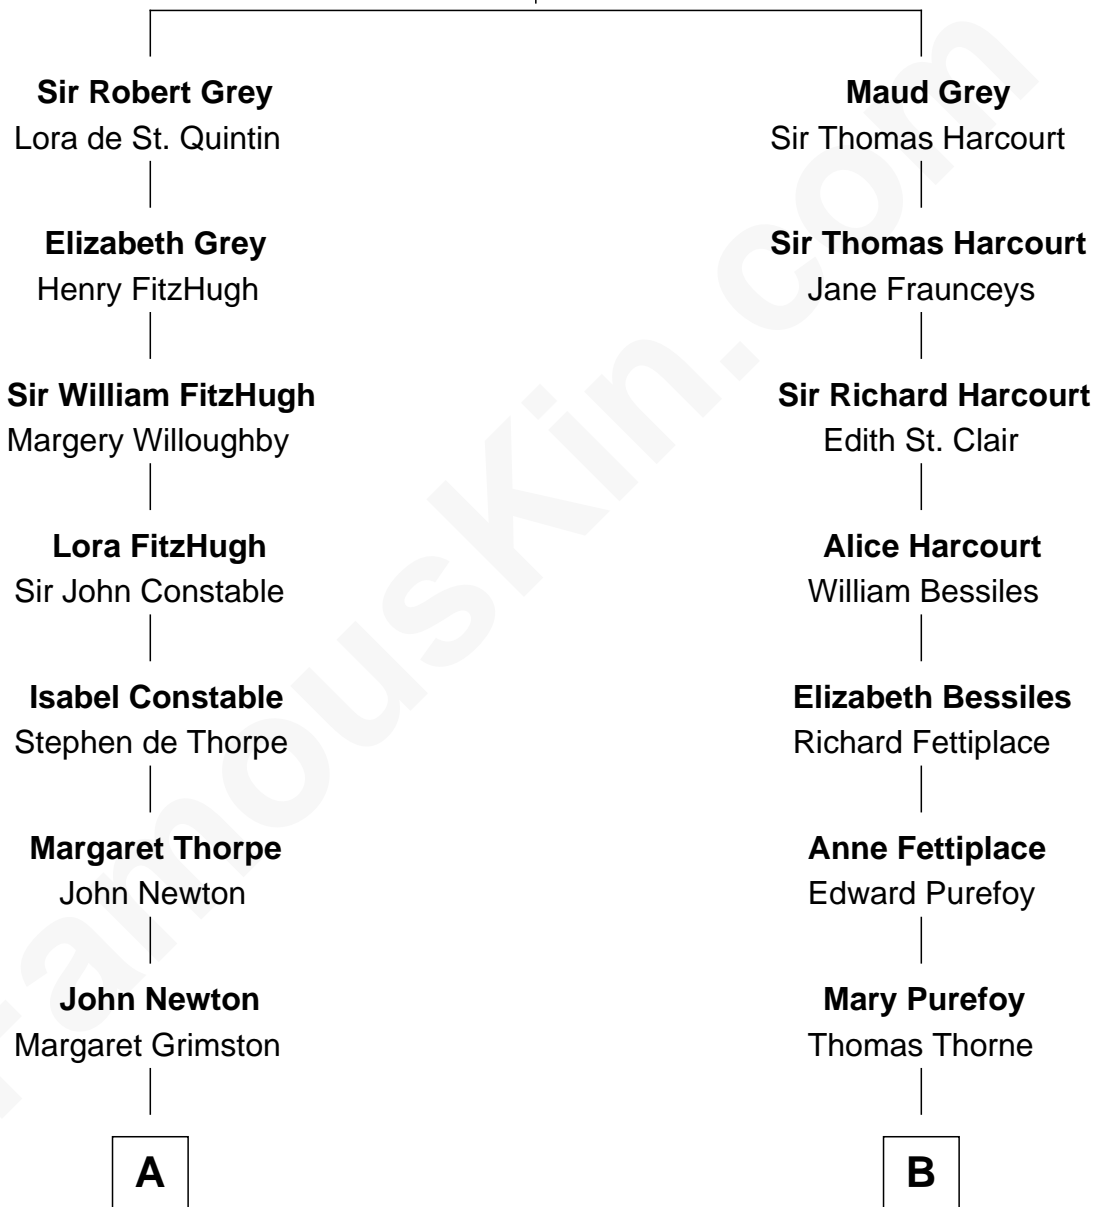 Sir Robert Grey
Lora de St. Quintin
Elizabeth Grey
Henry FitzHugh
Sir William FitzHugh
Margery Willoughby
Lora FitzHugh
Sir John Constable
Isabel Constable
Stephen de Thorpe
Margaret Thorpe
John Newton
John Newton
Margaret Grimston
A
Maud Grey
Sir Thomas Harcourt
Sir Thomas Harcourt
Jane Fraunceys
Sir Richard Harcourt
Edith St. Clair
Alice Harcourt
William Bessiles
Elizabeth Bessiles
Richard Fettiplace
Anne Fettiplace
Edward Purefoy
Mary Purefoy
Thomas Thorne
B
FamousKin.com